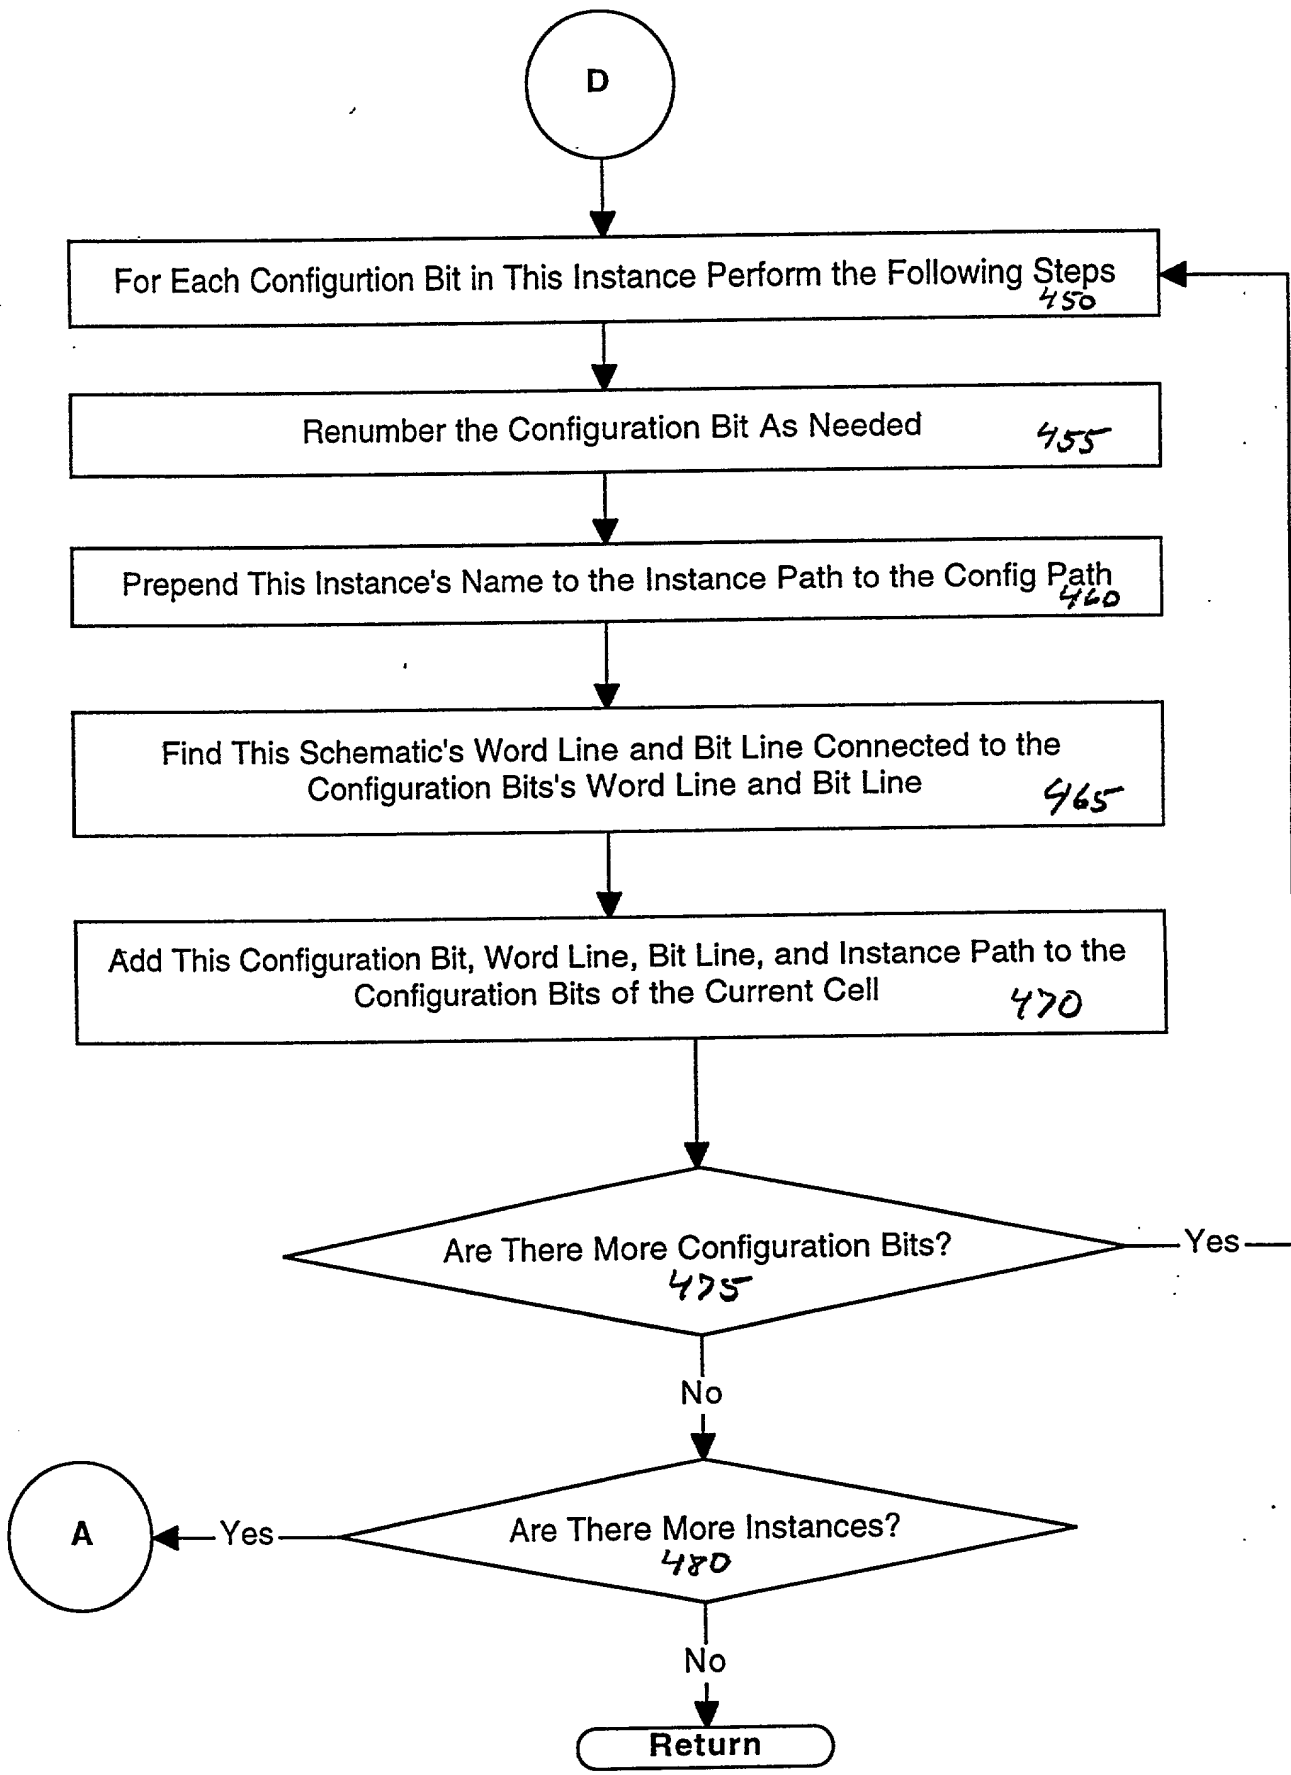 D
For Each Configurtion Bit in This Instance Perform the Following Steps
450
Renumber the Configuration Bit As Needed
455
Prepend This Instance's Name to the Instance Path to the Config Path
460
Find This Schematic's Word Line and Bit Line Connected to the
Configuration Bits's Word Line and Bit Line
465
Add This Configuration Bit, Word Line, Bit Line, and Instance Path to the
Configuration Bits of the Current Cell
470
Are There More Configuration Bits?
475
Yes
No
A
Yes
Are There More Instances?
480
No
Return